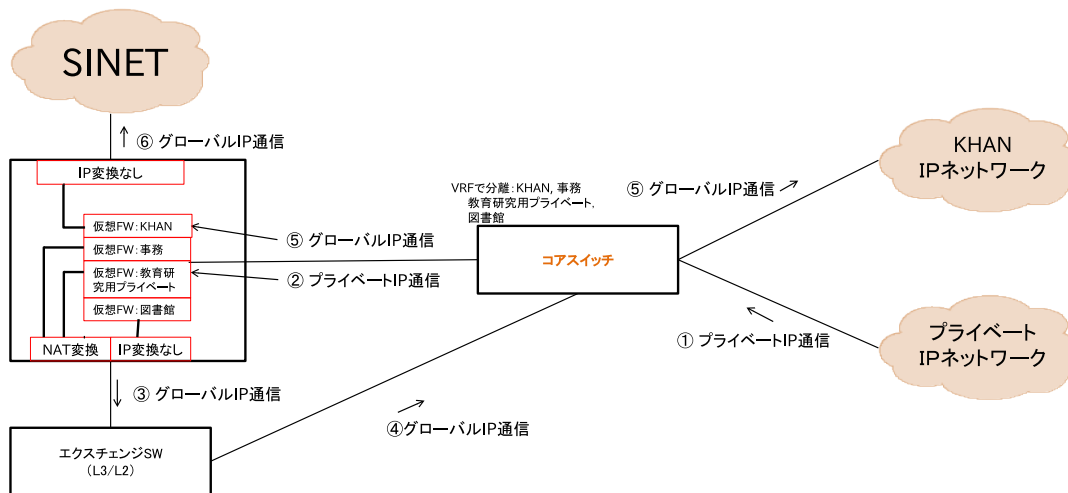 SINET
⑥ グローバルIP通信
IP変換なし
仮想FW:KHAN
仮想FW:事務
仮想FW:教育研
究用プライベート
仮想FW:図書館
NAT変換
IP変換なし
⑤ グローバルIP通信
② プライベートIP通信
③ グローバルIP通信
エクスチェンジSW
(L3/L2)
④グローバルIP通信
VRFで分離:KHAN, 事務
教育研究用プライベート,
図書館
コアスイッチ
⑤ グローバルIP通信
KHAN
IPネットワーク
① プライベートIP通信
プライベート
IPネットワーク